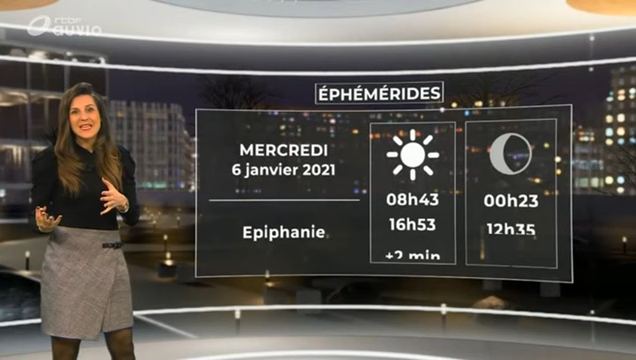 rtbf
auvio
ÉPHÉMÉRIDES
MERCREDI
6 janvier 2021
Epiphanie
08h43
16h53
+2 min
00h23
12h35